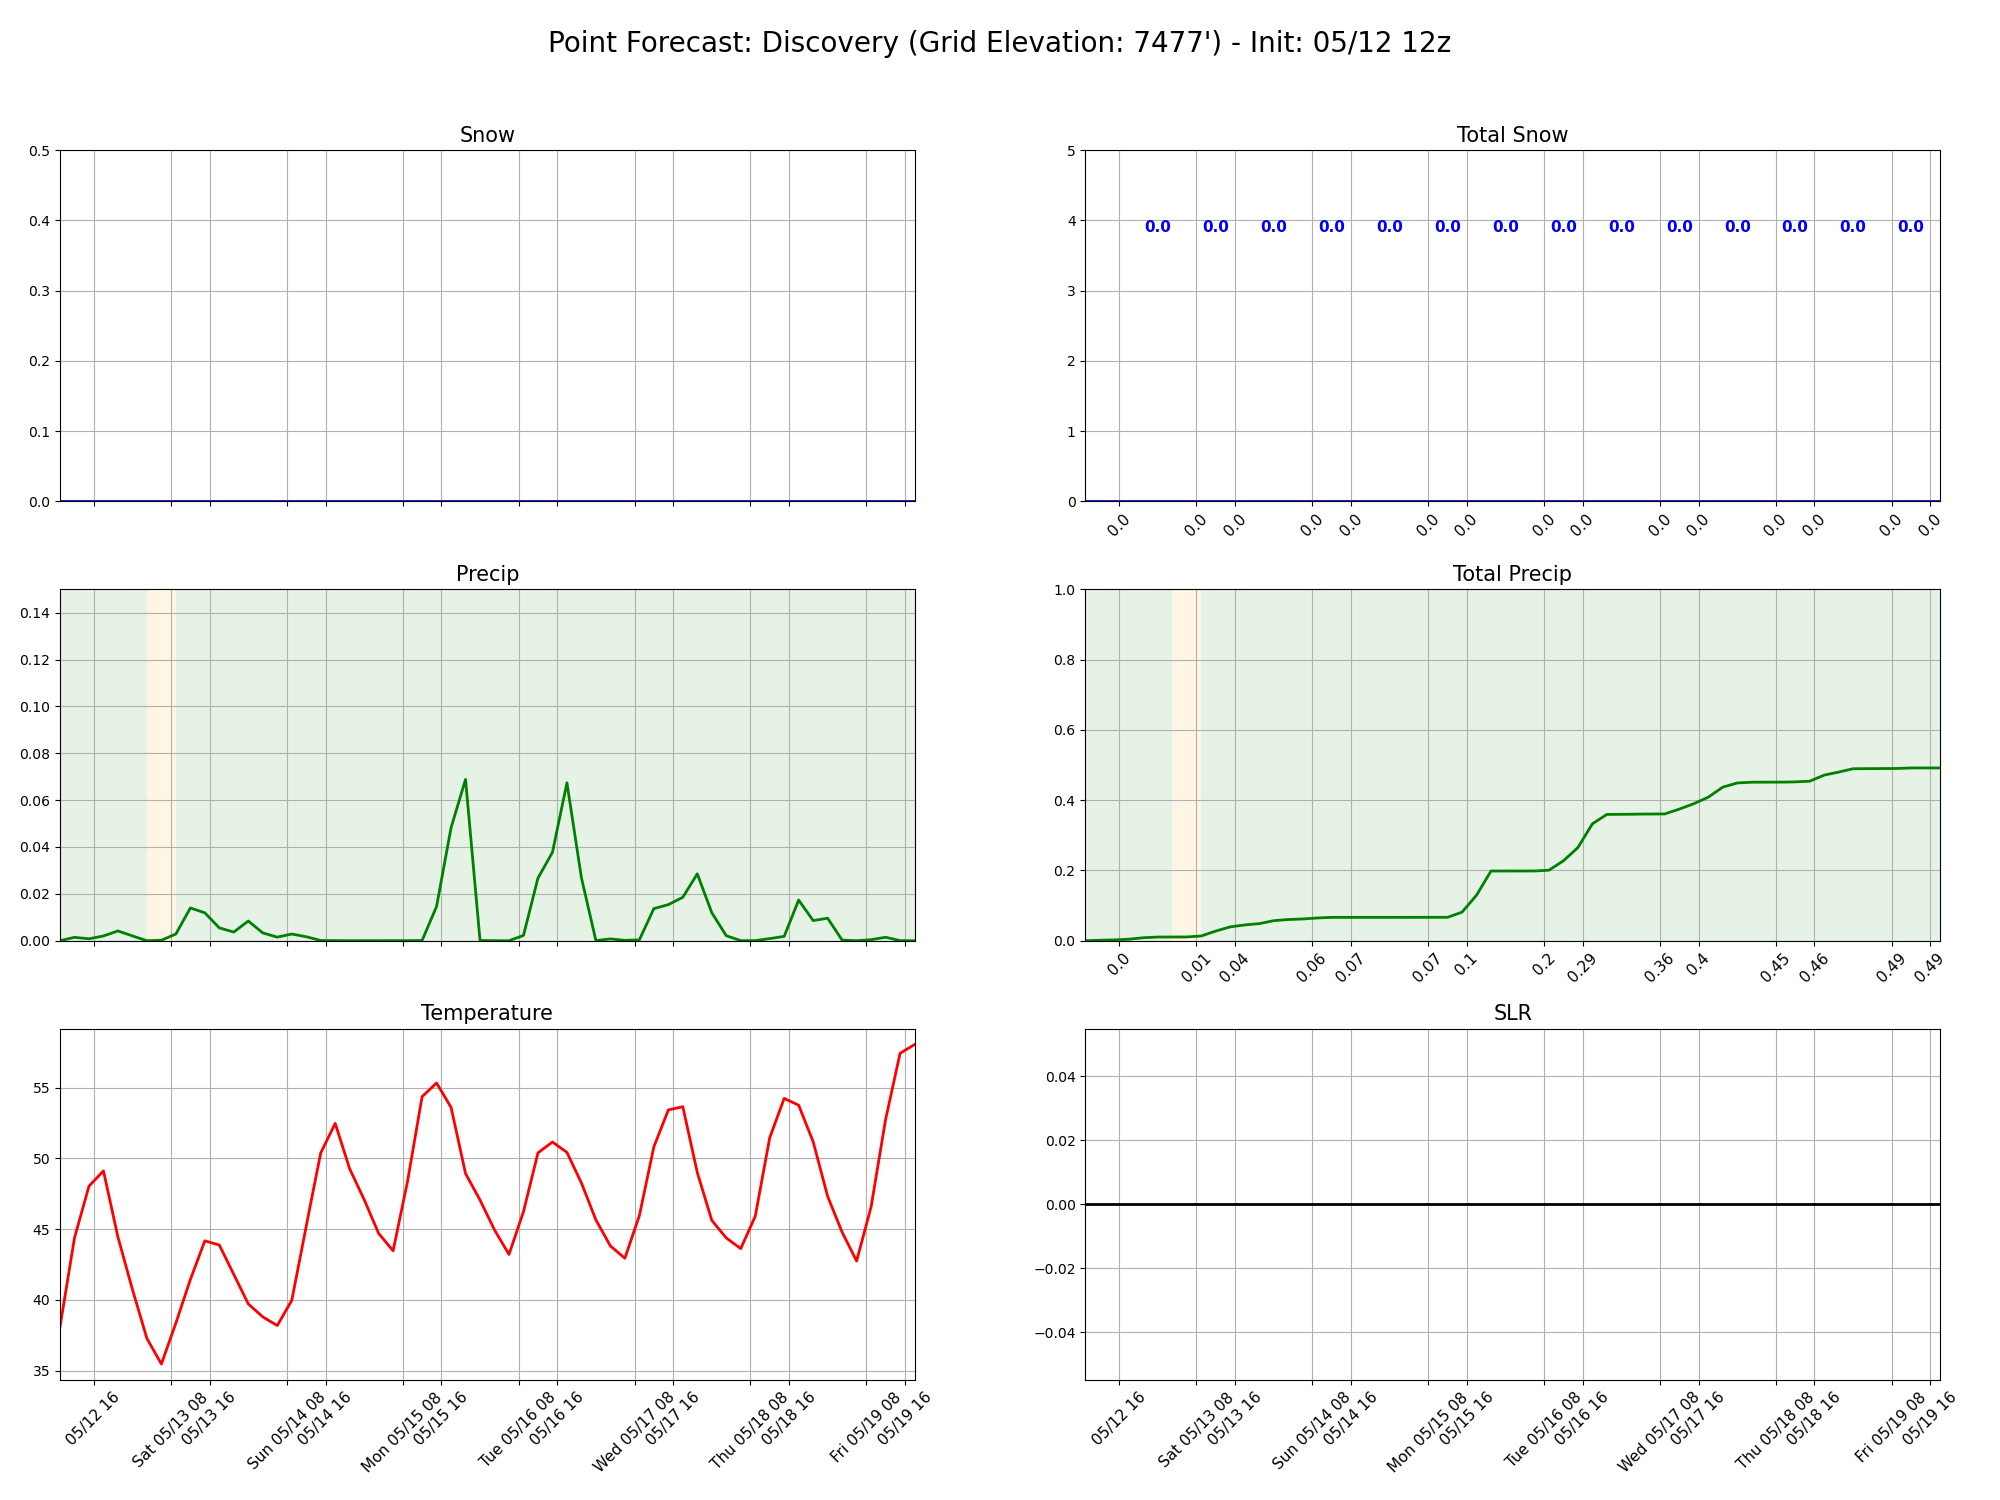 Point Forecast: Discovery (Grid Elevation: 7477') - Init: 05/12 12z
Snow
0.5
0.4
0.3
0.2
0.1
0.0
Total Snow
5
4
3
2
1
0
0.0 0.0 0.0 0.0 0.0 0.0 0.0 0.0 0.0 0.0 0.0 0.0 0.0 0.0
0.0 0.0 0.0 0.0 0.0 0.0 0.0 0.0 0.0 0.0 0.0 0.0 0.0 0.0 0.0
Precip
0.14
0.12
0.10
0.08
0.06
0.04
0.02
0.00
Total Precip
1.0
0.8
0.6
0.4
0.2
0.0
0.0 0.01 0.04 0.06 0.07 0.07 0.1 0.2 0.29 0.36 0.4 0.45 0.46 0.49 0.49
Temperature
55
50
45
40
35
05/12 16
Sat 05/13 08
05/13 16
Sun 05/14 08
05/14 16
Mon 05/15 08
05/15 16
Tue 05/16 08
05/16 16
Wed 05/17 08
05/17 16
Thu 05/18 08
05/18 16
Fri 05/19 08
05/19 16
SLR
0.04
0.02
0.00
−0.02
−0.04
05/12 16
Sat 05/13 08
05/13 16
Sun 05/14 08
05/14 16
Mon 05/15 08
05/15 16
Tue 05/16 08
05/16 16
Wed 05/17 08
05/17 16
Thu 05/18 08
05/18 16
Fri 05/19 08
05/19 16